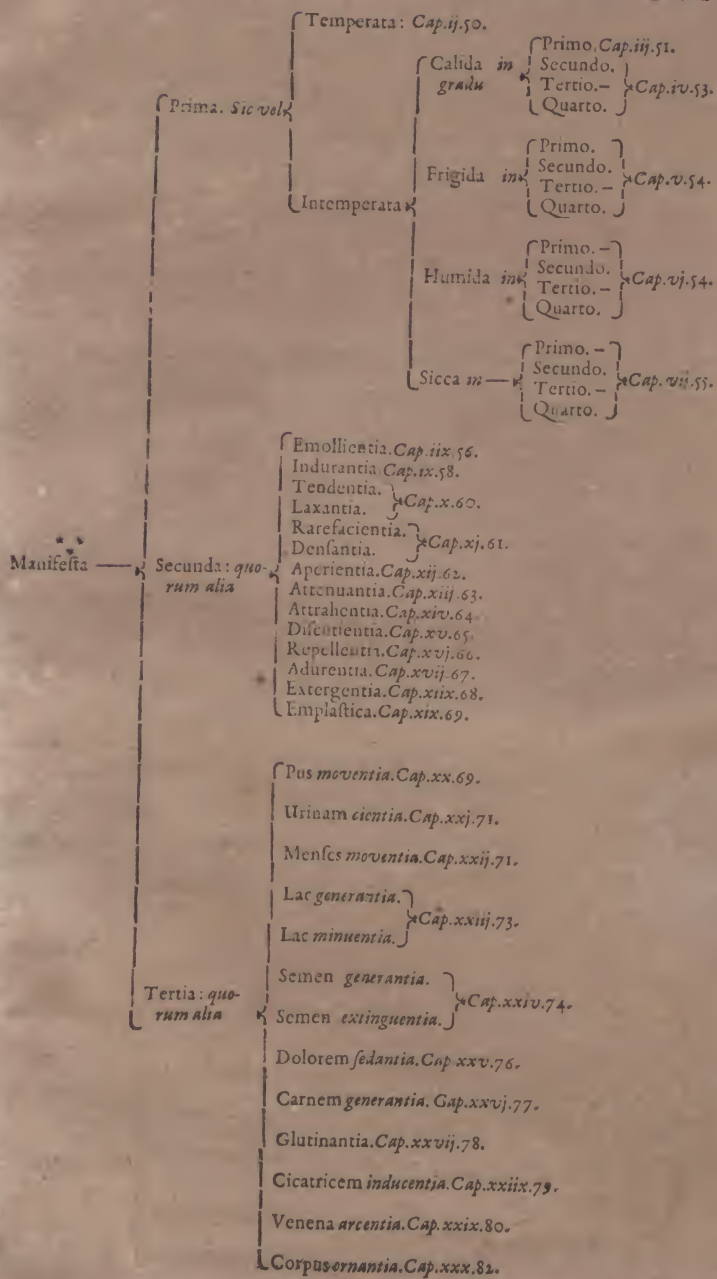 Temperata: Cap.ij.50.
Calida in gradu
Primo. Cap.iij.51.
Secundo.
Tertio.–
Quarto.
Cap.iv.53.
Prima. Sic vel
Frigida in
Primo.
Secundo.
Tertio.–
Quarto.
Cap.v.54.
Intemperata
Humida in
Primo.–
Secundo.
Tertio.–
Quarto.
Cap.vj.54.
Sicca in
Primo.–
Secundo.
Tertio.–
Quarto.
Cap.vij.55.
**
*
Manifeſta
Secunda: quo-
rum alia
Emollientia.Cap.iix.56.
Indurantia.Cap.ix.58.
Tendentia.
Laxantia.
Cap.x.60.
Rarefacientia.
Denſantia.
Cap.xj.61.
Aperientia.Cap.xij.62.
Attenuantia.Cap.xiij.63.
Attrahentia.Cap.xiv.64.
Diſcutientia.Cap.xv.65.
Repellentia.Cap.xvj.66.
Adurentia.Cap.xvij.67.
Extergentia.Cap.xiix.68.
Emplaſtica.Cap.xix.69.
Tertia: quo-
rum alia
Pus moventia.Cap.xx.69.
Urinam cientia.Cap.xxj.71.
Menſes moventia.Cap.xxij.71.
Lac generantia.
Lac minuentia.
Cap.xxiij.73.
Semen generantia.
Semen extinguentia.
Cap.xxiv.74.
Dolorem ſedantia.Cap.xxv.76.
Carnem generantia. Gap.xxvj.77.
Glutinantia.Cap.xxvij.78.
Cicatricem inducentia.Cap.xxiix.79.
Venena arcentia.Cap.xxix.80.
Corpus ornantia.Cap.xxx.82.